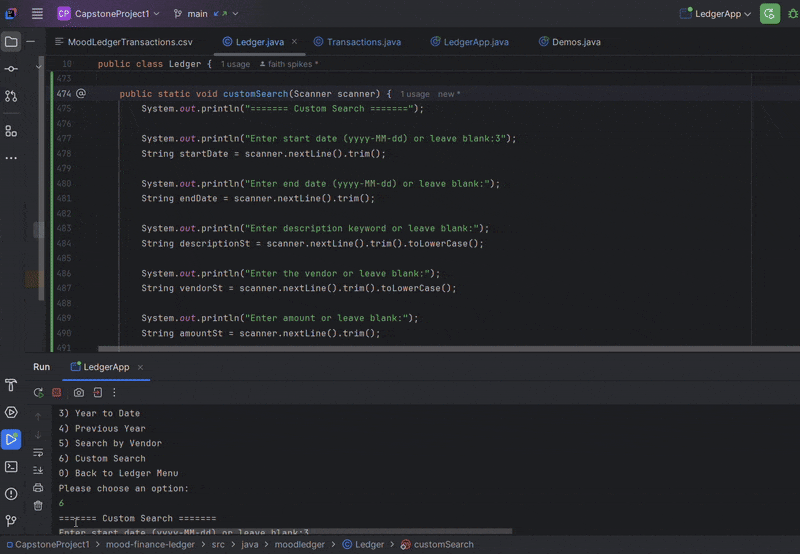 CP CapstoneProject1 main LedgerApp
MoodLedgerTransactions.csv Ledger.java Transactions.java LedgerApp.java Demos.java
10 public class Ledger { 1 usage faith spikes *
473
474 @ public static void customSearch(Scanner scanner) { 1 usage new *
475 System.out.println("======= Custom Search =======");
476
477 System.out.println("Enter start date (yyyy-MM-dd) or leave blank:3");
478 String startDate = scanner.nextLine().trim();
479
480 System.out.println("Enter end date (yyyy-MM-dd) or leave blank:");
481 String endDate = scanner.nextLine().trim();
482
483 System.out.println("Enter description keyword or leave blank:");
484 String descriptionSt = scanner.nextLine().trim().toLowerCase();
485
486 System.out.println("Enter the vendor or leave blank:");
487 String vendorSt = scanner.nextLine().trim().toLowerCase();
488
489 System.out.println("Enter amount or leave blank:");
490 String amountSt = scanner.nextLine().trim();
491
Run LedgerApp
3) Year to Date
4) Previous Year
5) Search by Vendor
6) Custom Search
0) Back to Ledger Menu
Please choose an option:
6
======= Custom Search =======
Enter start date (yyyy-MM-dd) or leave blank:3
CapstoneProject1 > mood-finance-ledger > src > java > moodledger > Ledger > customSearch